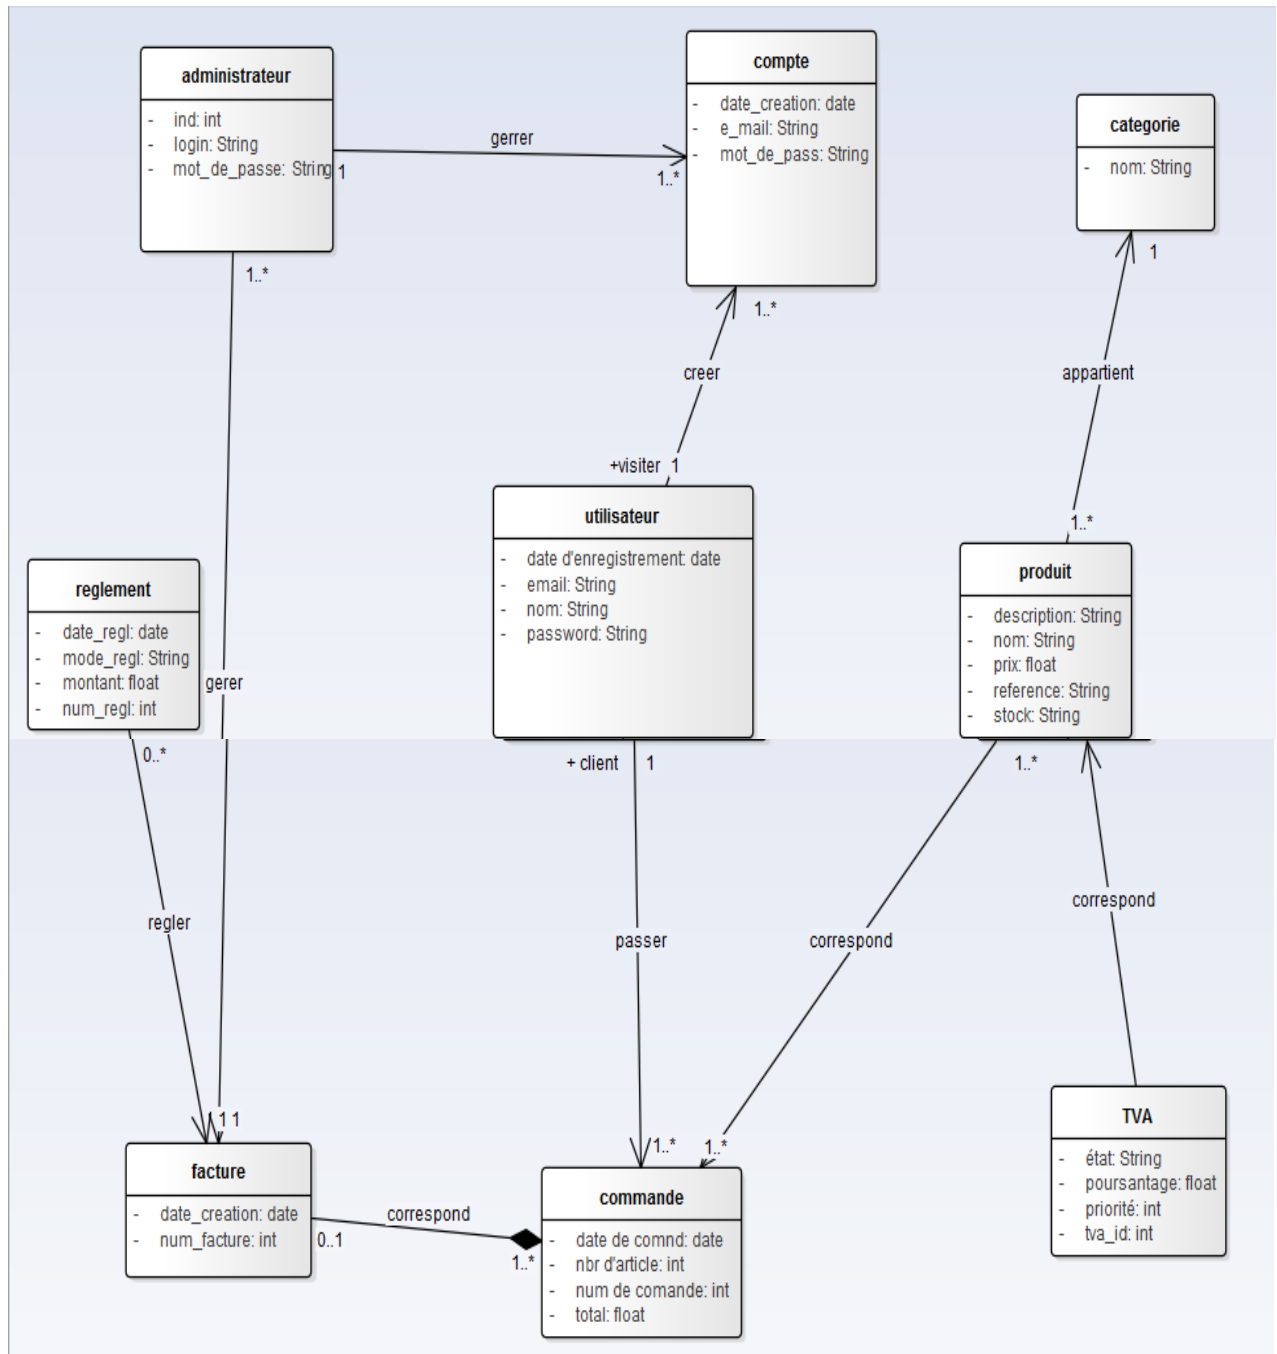 administrateur
- ind: int
- login: String
- mot_de_passe: String
1
1..*
gerrer
1..*
compte
- date_creation: date
- e_mail: String
- mot_de_pass: String
1..*
creer
+visiter 1
categorie
- nom: String
1
appartient
1..*
utilisateur
- date d'enregistrement: date
- email: String
- nom: String
- password: String
+ client 1
produit
- description: String
- nom: String
- prix: float
- reference: String
- stock: String
1..*
reglement
- date_regl: date
- mode_regl: String
- montant: float
- num_regl: int
0..*
gerer
regler
passer
correspond
correspond
1 1
1..*
1..*
facture
- date_creation: date
- num_facture: int
0..1
correspond
1..*
commande
- date de comnd: date
- nbr d'article: int
- num de comande: int
- total: float
TVA
- état: String
- poursantage: float
- priorité: int
- tva_id: int